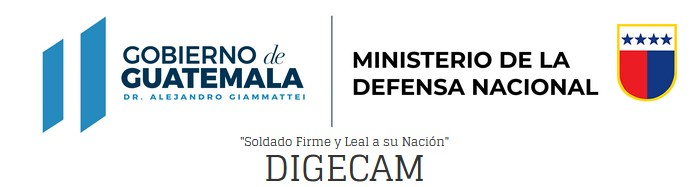 GOBIERNO de
GUATEMALA
DR. ALEJANDRO GIAMMATTEI
MINISTERIO DE LA
DEFENSA NACIONAL
"Soldado Firme y Leal a su Nación"
DIGECAM